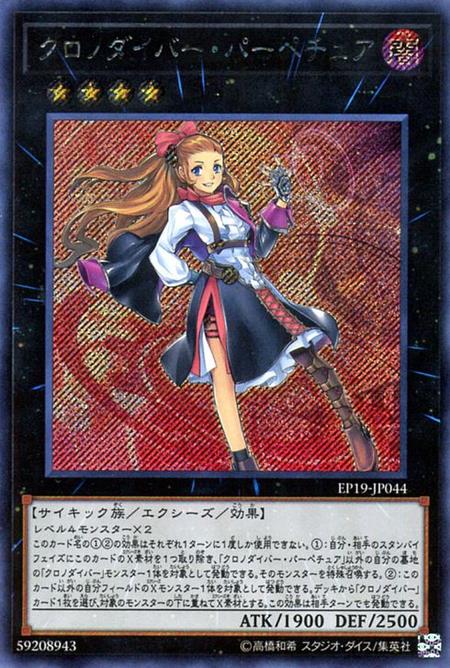 クロノダイバー・パーペチュア
闇
EP19-JP044
【サイキック族／エクシーズ／効果】
レベル4モンスター×2
このカード名の①②の効果はそれぞれ1ターンに1度しか使用できない。①：自分・相手のスタンバイ
フェイズにこのカードのX素材を1つ取り除き、「クロノダイバー・パーペチュア」以外の自分の墓地
の「クロノダイバー」モンスター1体を対象として発動できる。そのモンスターを特殊召喚する。②：こ
のカード以外の自分フィールドのXモンスター1体を対象として発動できる。デッキから「クロノダイバー」
カード1枚を選び、対象のモンスターの下に重ねてX素材とする。この効果は相手ターンでも発動できる。
ATK/1900 DEF/2500
59208943
©高橋和希 スタジオ・ダイス/集英社